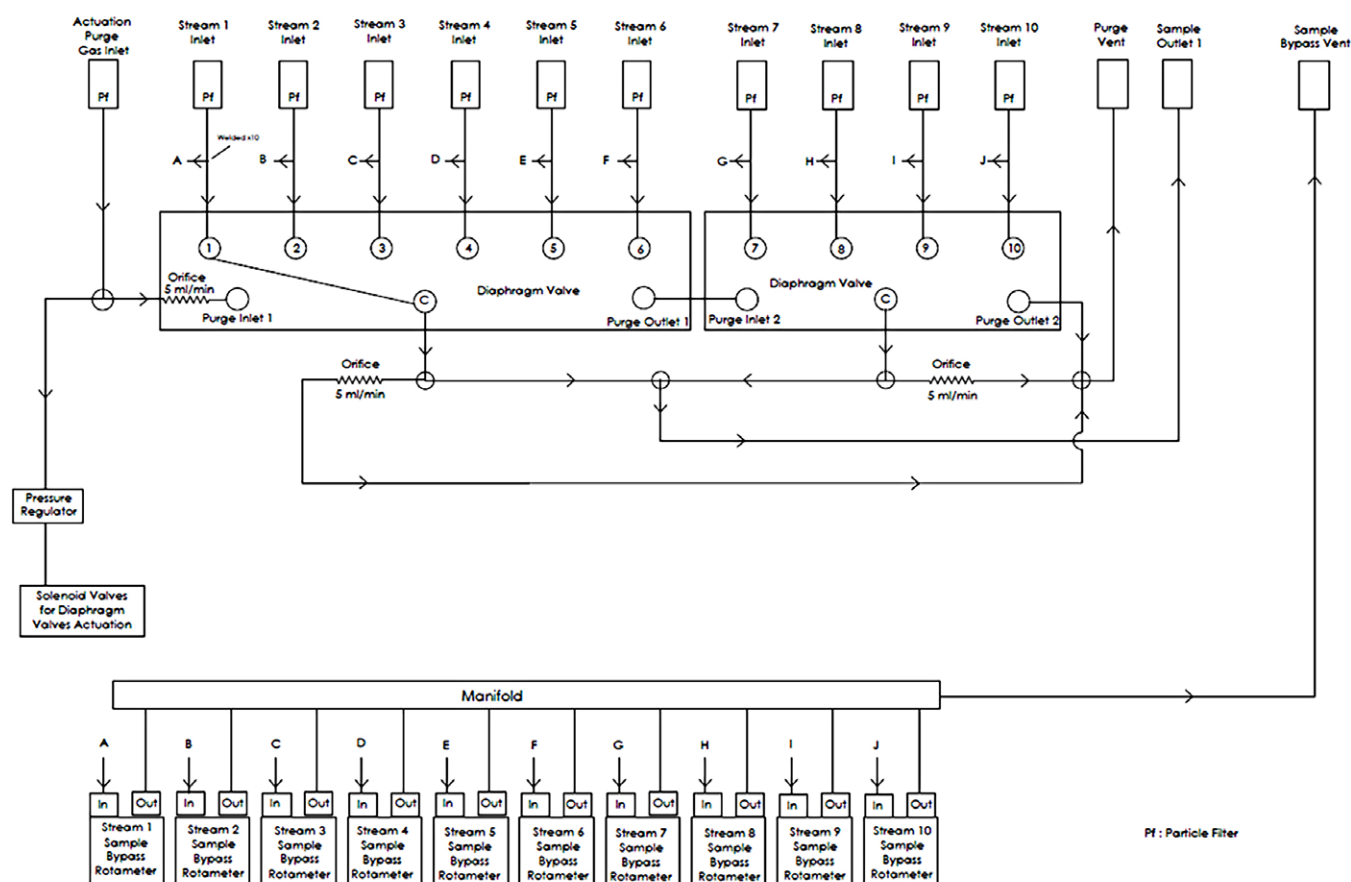 Actuation
Purge
Gas Inlet
Stream 1
Inlet
Stream 2
Inlet
Stream 3
Inlet
Stream 4
Inlet
Stream 5
Inlet
Stream 6
Inlet
Stream 7
Inlet
Stream 8
Inlet
Stream 9
Inlet
Stream 10
Inlet
Purge
Vent
Sample
Outlet 1
Sample
Bypass Vent
Pf
Pf
Pf
Pf
Pf
Pf
Pf
Pf
Pf
Pf
Pf
Welded x10
A
B
C
D
E
F
G
H
I
J
1
2
3
4
5
6
7
8
9
10
Orifice
5 ml/min
Purge Inlet 1
C
Diaphragm Valve
Purge Outlet 1
Purge Inlet 2
Diaphragm Valve
C
Purge Outlet 2
Orifice
5 ml/min
Orifice
5 ml/min
Pressure
Regulator
Solenoid Valves
for Diaphragm
Valves Actuation
Manifold
A
B
C
D
E
F
G
H
I
J
In
Out
In
Out
In
Out
In
Out
In
Out
In
Out
In
Out
In
Out
In
Out
In
Out
Stream 1
Sample
Bypass
Rotameter
Stream 2
Sample
Bypass
Rotameter
Stream 3
Sample
Bypass
Rotameter
Stream 4
Sample
Bypass
Rotameter
Stream 5
Sample
Bypass
Rotameter
Stream 6
Sample
Bypass
Rotameter
Stream 7
Sample
Bypass
Rotameter
Stream 8
Sample
Bypass
Rotameter
Stream 9
Sample
Bypass
Rotameter
Stream 10
Sample
Bypass
Rotameter
Pf : Particle Filter